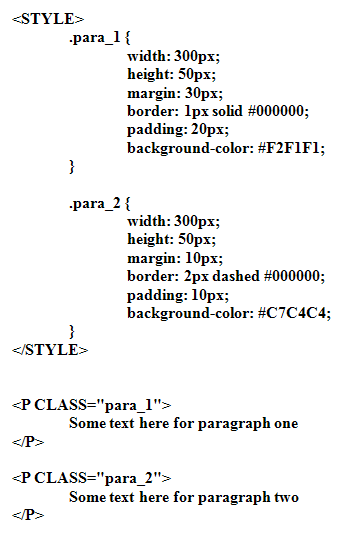 <STYLE>
.para_1 {
width: 300px;
height: 50px;
margin: 30px;
border: 1px solid #000000;
padding: 20px;
background-color: #F2F1F1;
}
.para_2 {
width: 300px;
height: 50px;
margin: 10px;
border: 2px dashed #000000;
padding: 10px;
background-color: #C7C4C4;
}
</STYLE>
<P CLASS="para_1">
Some text here for paragraph one
</P>
<P CLASS="para_2">
Some text here for paragraph two
</P>